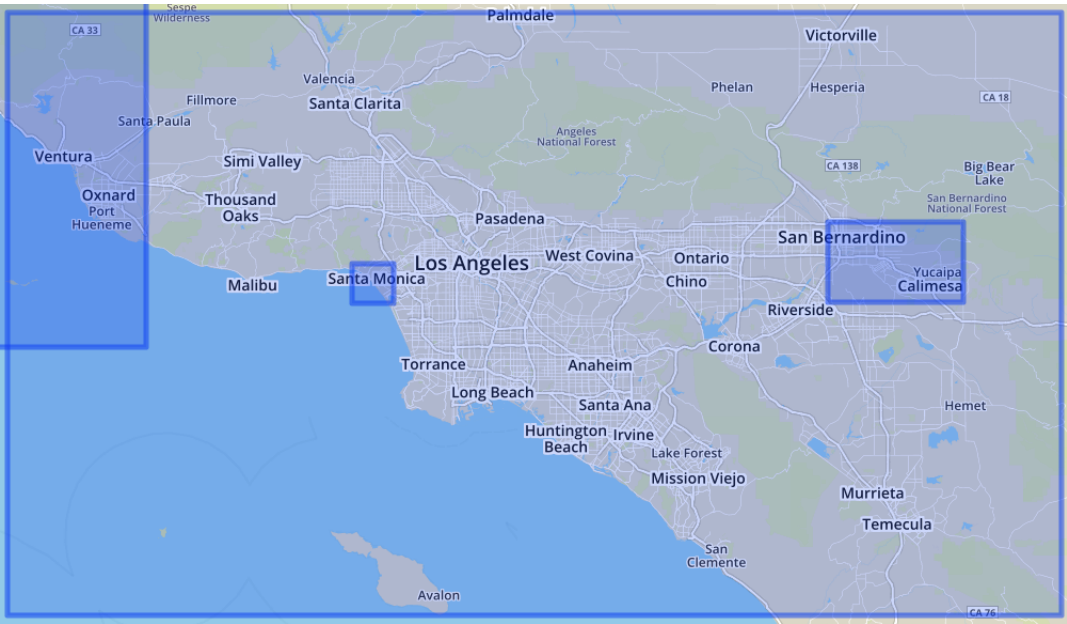 Sespe
Wilderness
Palmdale
CA 33
Victorville
Valencia
Phelan
Hesperia
Fillmore
Santa Clarita
CA 18
Santa Paula
Angeles
National Forest
Ventura
Simi Valley
CA 138
Big Bear
Lake
Oxnard
Thousand
Oaks
San Bernardino
National Forest
Port
Hueneme
Pasadena
San Bernardino
Los Angeles
West Covina
Ontario
Yucaipa
Santa Monica
Chino
Calimesa
Malibu
Riverside
Corona
Torrance
Anaheim
Long Beach
Santa Ana
Hemet
Huntington
Beach
Irvine
Lake Forest
Mission Viejo
Murrieta
Temecula
San
Clemente
Avalon
CA 76